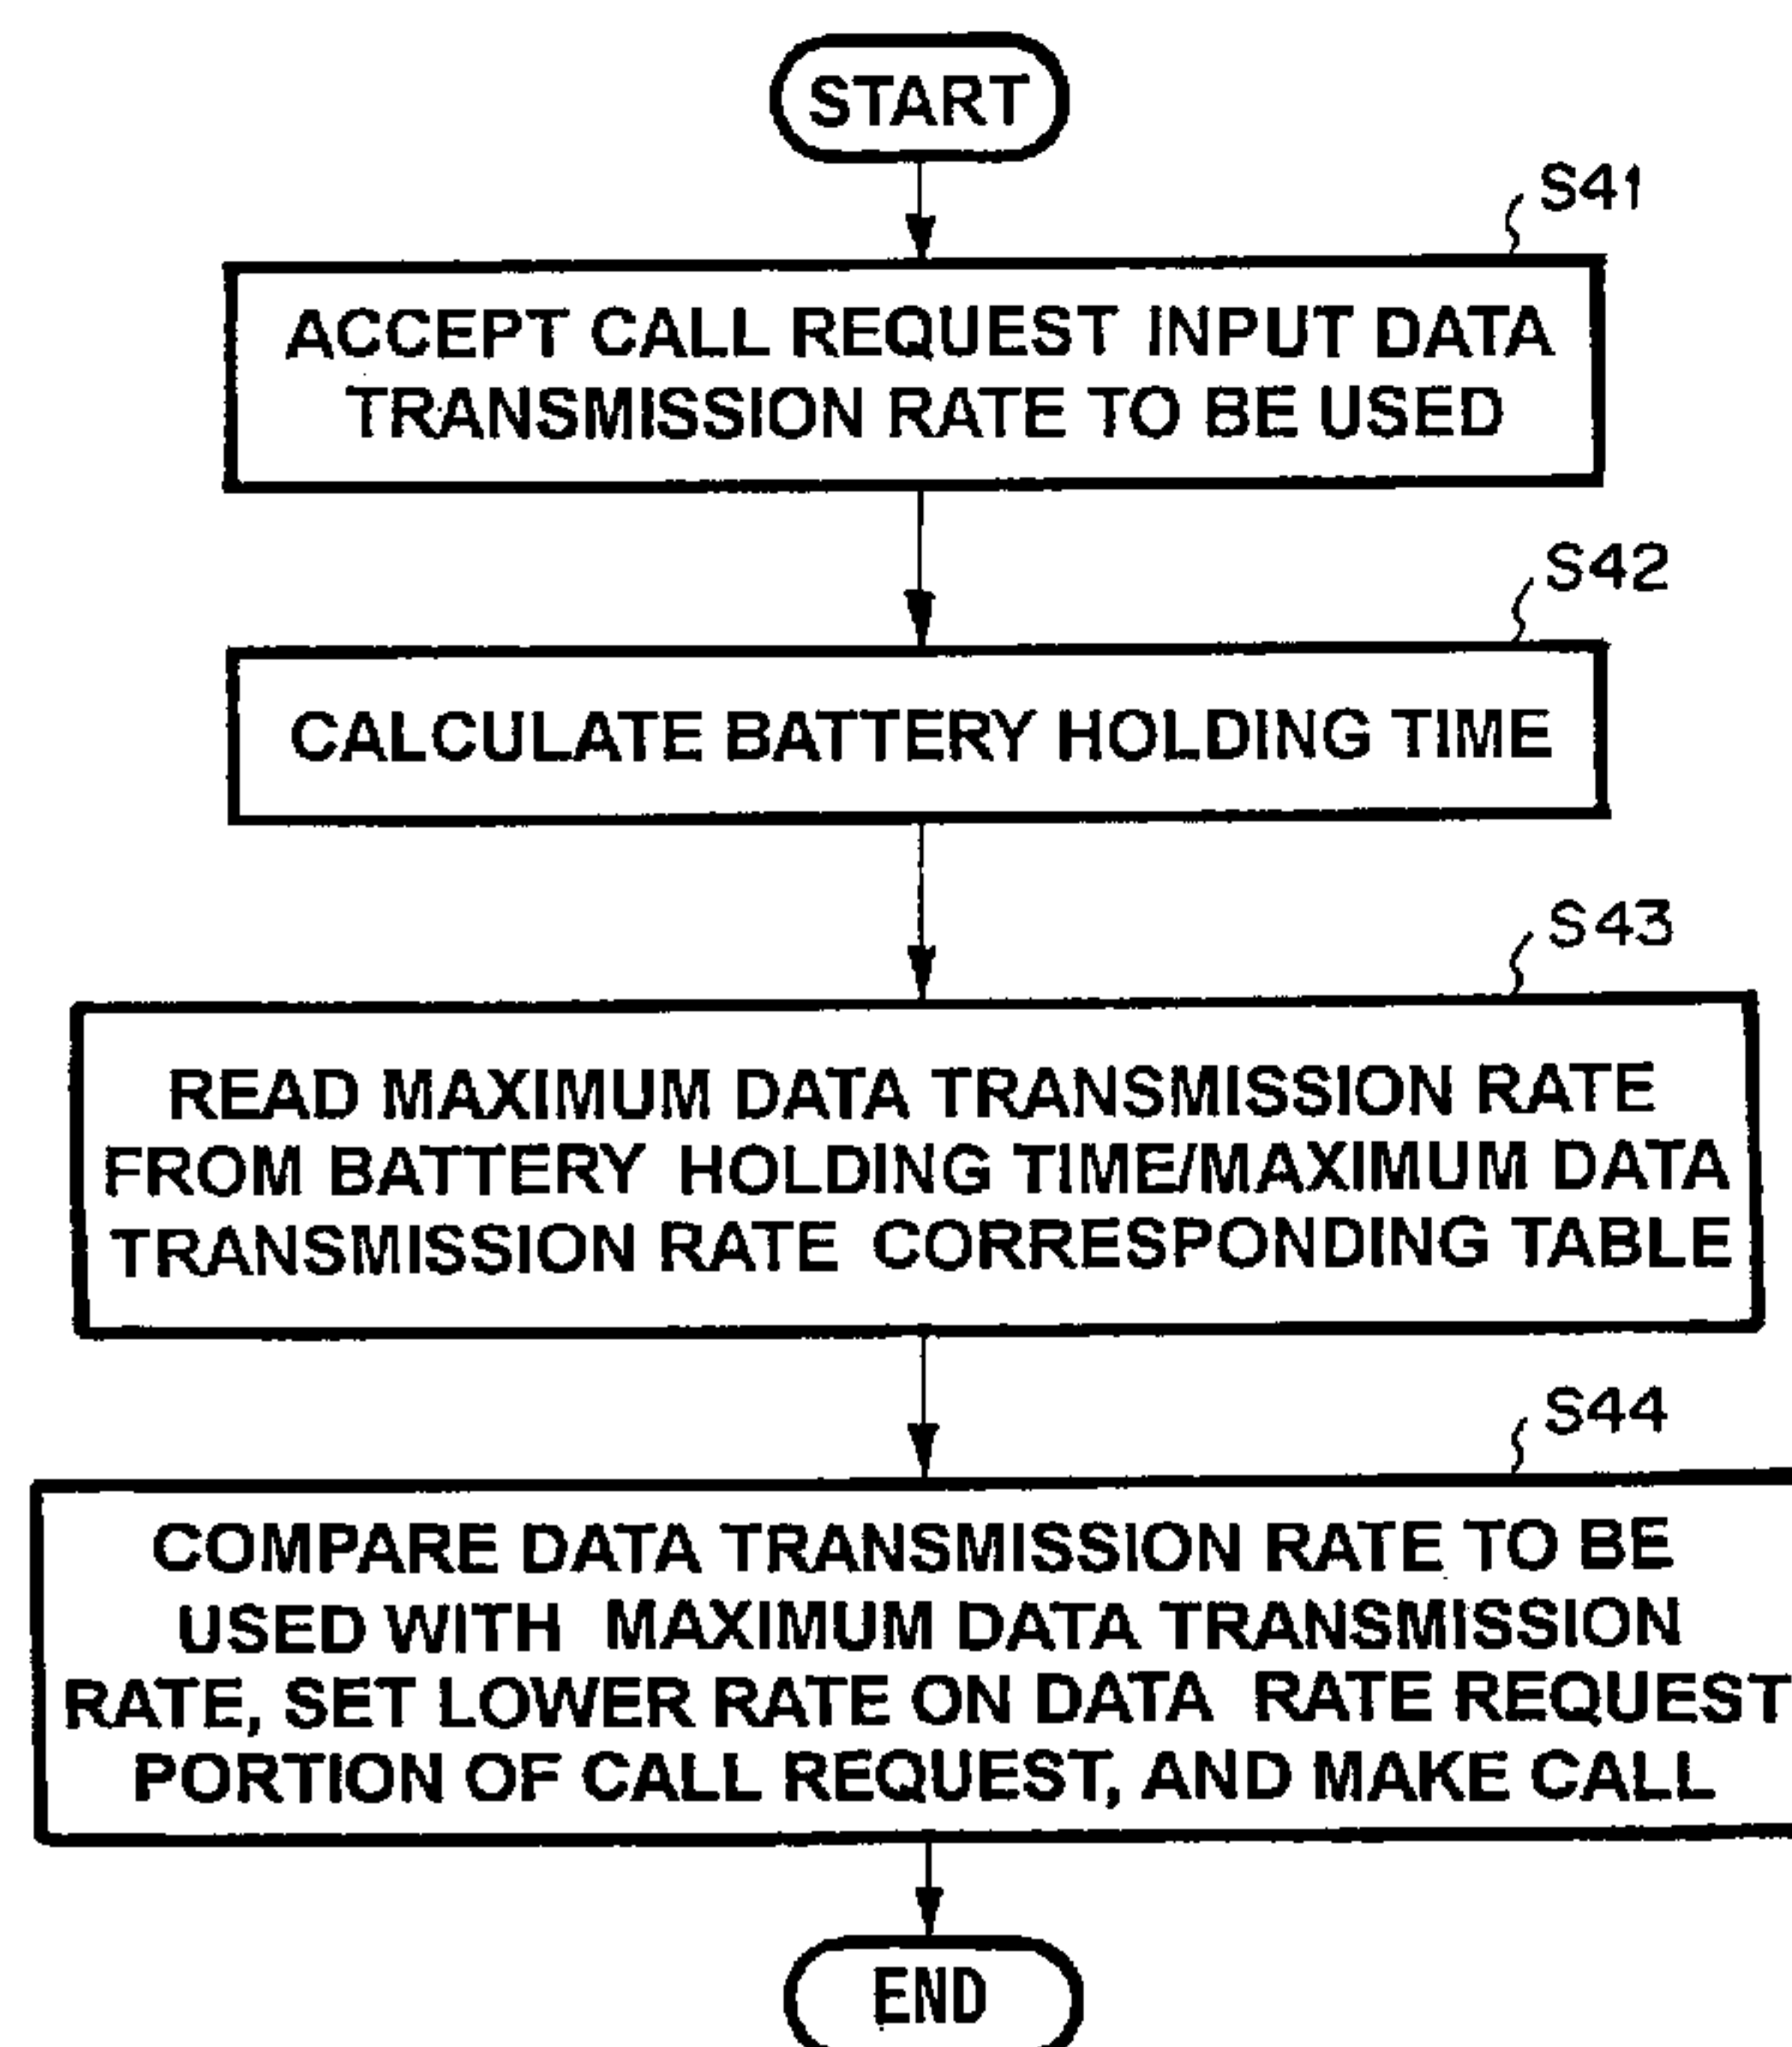 START
S41
ACCEPT CALL REQUEST INPUT DATA
TRANSMISSION RATE TO BE USED
S42
CALCULATE BATTERY HOLDING TIME
S43
READ MAXIMUM DATA TRANSMISSION RATE
FROM BATTERY HOLDING TIME/MAXIMUM DATA
TRANSMISSION RATE CORRESPONDING TABLE
S44
COMPARE DATA TRANSMISSION RATE TO BE
USED WITH MAXIMUM DATA TRANSMISSION
RATE, SET LOWER RATE ON DATA RATE REQUEST
PORTION OF CALL REQUEST, AND MAKE CALL
END